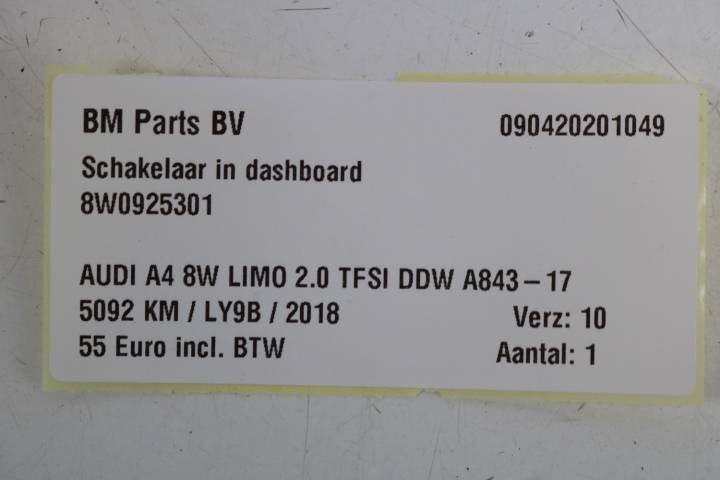 BM Parts BV 090420201049
Schakelaar in dashboard
8W0925301
AUDI A4 8W LIMO 2.0 TFSI DDW A843-17
5092 KM / LY9B / 2018 Verz: 10
55 Euro incl. BTW Aantal: 1